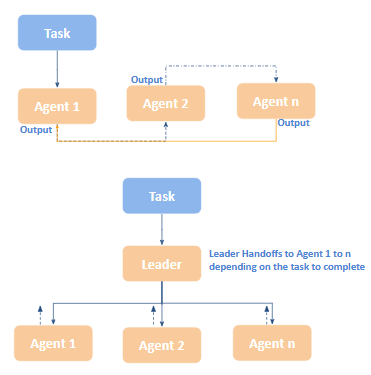 Task
Output
Agent 1
Agent 2
Agent n
Output
Output
Task
Leader
Leader Handoffs to Agent 1 to n
depending on the task to complete
Agent 1
Agent 2
Agent n